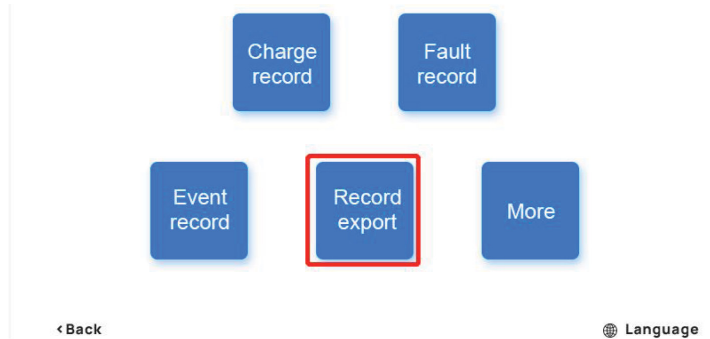 Charge
record
Fault
record
Event
record
Record
export
More
<Back
Language